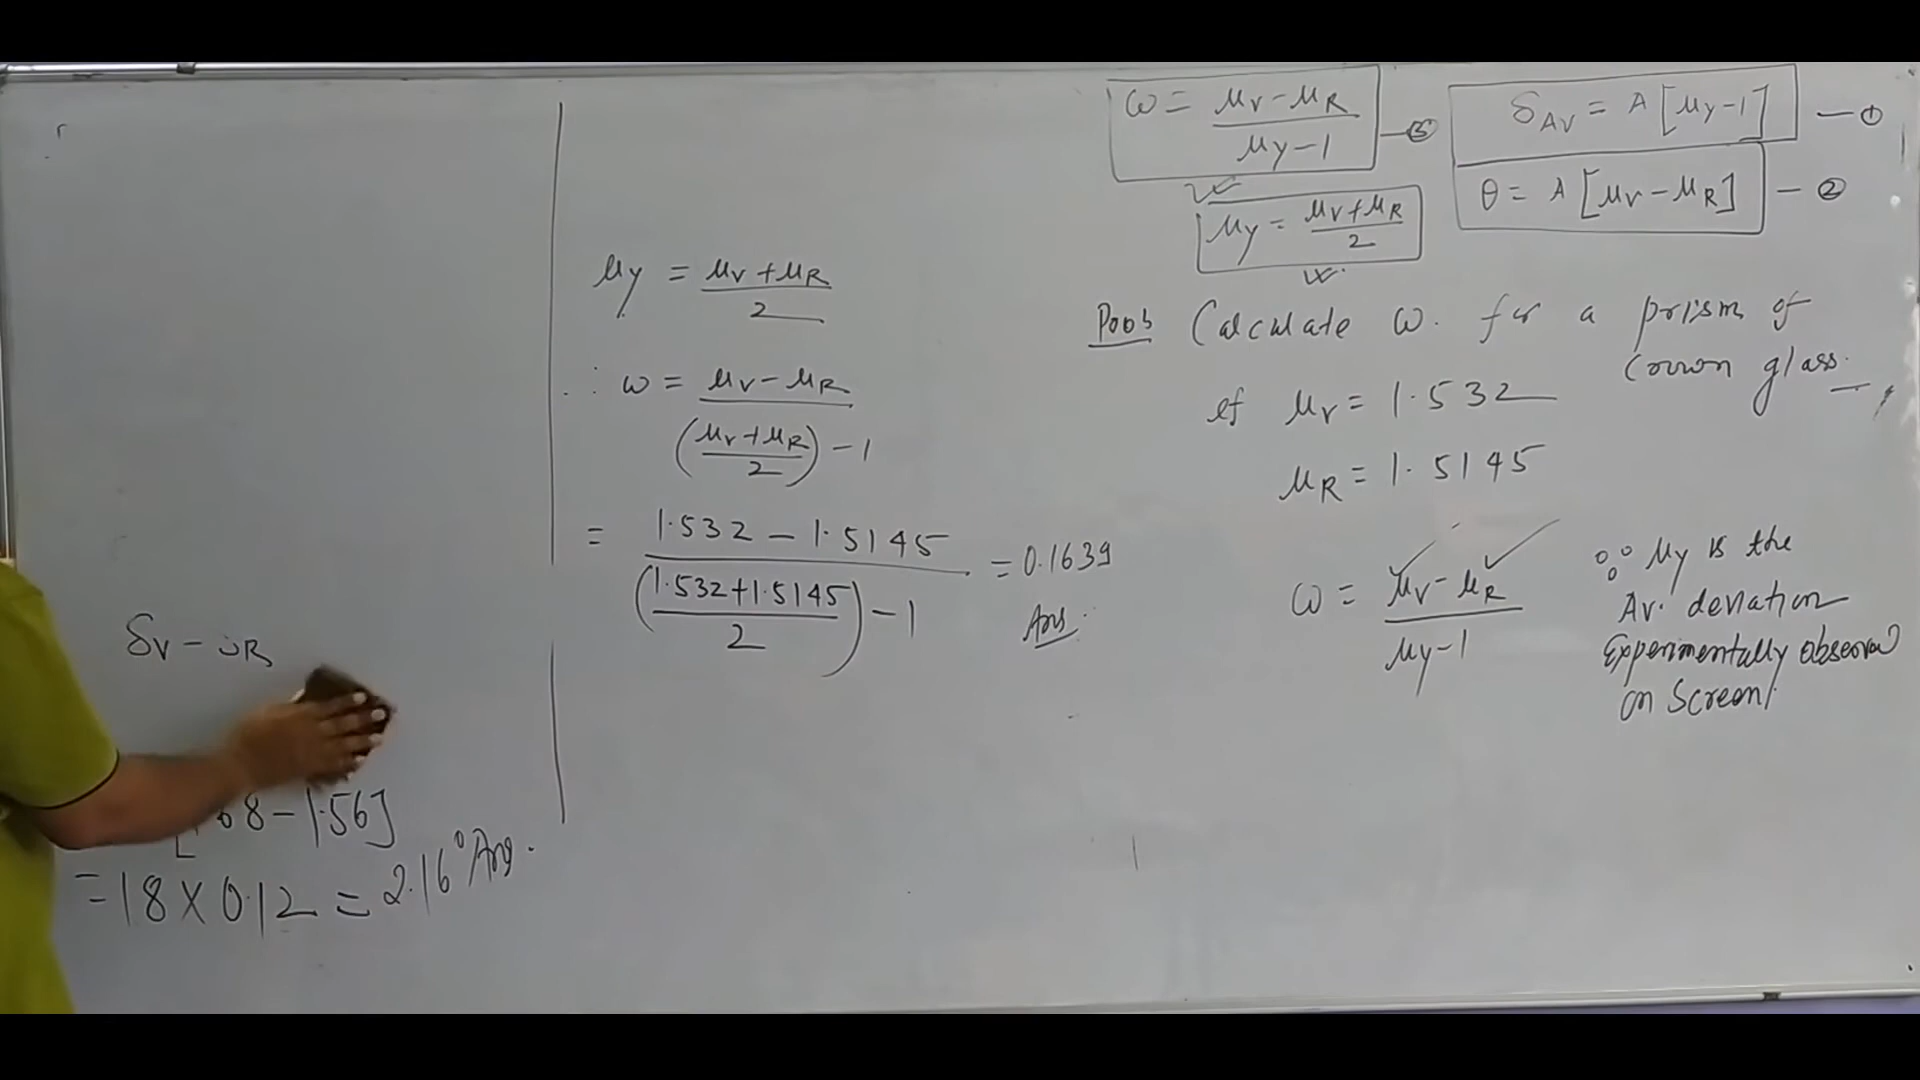 ω = μV - μR / μy - 1 — ③
δAV = A [μy - 1] — ①
θ = A [μV - μR] — ②
μy = μV + μR / 2
Prob Calculate ω. for a prism of
Crown glass.
if μV = 1.532
μR = 1.5145
ω = μV - μR / μy - 1
∵ μy is the
Av. deviation
Experimentally observed
on Screen.
μy = μV + μR / 2
∴ ω = μV - μR / (μV + μR / 2) - 1
= 1.532 - 1.5145 / (1.532 + 1.5145 / 2) - 1 = 0.1639
Ans.
δV -
68 - 1.56]
= 18 × 0.12 = 2.16° Ans.